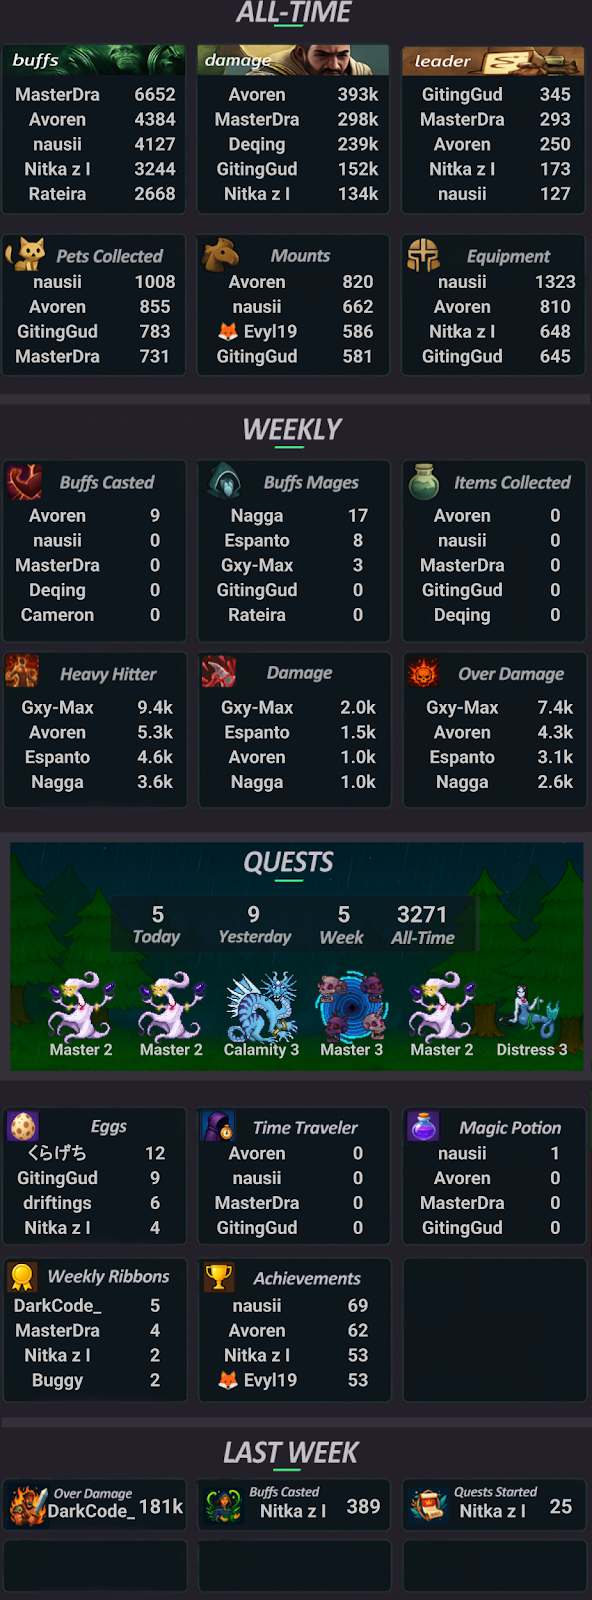 ALL-TIME
buffs
MasterDra 6652
Avoren 4384
nausii 4127
Nitka z l 3244
Rateira 2668
damage
Avoren 393k
MasterDra 298k
Deqing 239k
GitingGud 152k
Nitka z l 134k
leader
GitingGud 345
MasterDra 293
Avoren 250
Nitka z l 173
nausii 127
Pets Collected
nausii 1008
Avoren 855
GitingGud 783
MasterDra 731
Mounts
Avoren 820
nausii 662
🦊 Evyl19 586
GitingGud 581
Equipment
nausii 1323
Avoren 810
Nitka z l 648
GitingGud 645
WEEKLY
Buffs Casted
Avoren 9
nausii 0
MasterDra 0
Deqing 0
Cameron 0
Buffs Mages
Nagga 17
Espanto 8
Gxy-Max 3
GitingGud 0
Rateira 0
Items Collected
Avoren 0
nausii 0
MasterDra 0
GitingGud 0
Deqing 0
Heavy Hitter
Gxy-Max 9.4k
Avoren 5.3k
Espanto 4.6k
Nagga 3.6k
Damage
Gxy-Max 2.0k
Espanto 1.5k
Avoren 1.0k
Nagga 1.0k
Over Damage
Gxy-Max 7.4k
Avoren 4.3k
Espanto 3.1k
Nagga 2.6k
QUESTS
5 9 5 3271
Today Yesterday Week All-Time
Master 2 Master 2 Calamity 3 Master 3 Master 2 Distress 3
Eggs
くらげち 12
GitingGud 9
driftings 6
Nitka z l 4
Time Traveler
Avoren 0
nausii 0
MasterDra 0
GitingGud 0
Magic Potion
nausii 1
Avoren 0
MasterDra 0
GitingGud 0
Weekly Ribbons
DarkCode_ 5
MasterDra 4
Nitka z l 2
Buggy 2
Achievements
nausii 69
Avoren 62
Nitka z l 53
🦊 Evyl19 53
LAST WEEK
Over Damage
DarkCode_ 181k
Buffs Casted
Nitka z l 389
Quests Started
Nitka z l 25